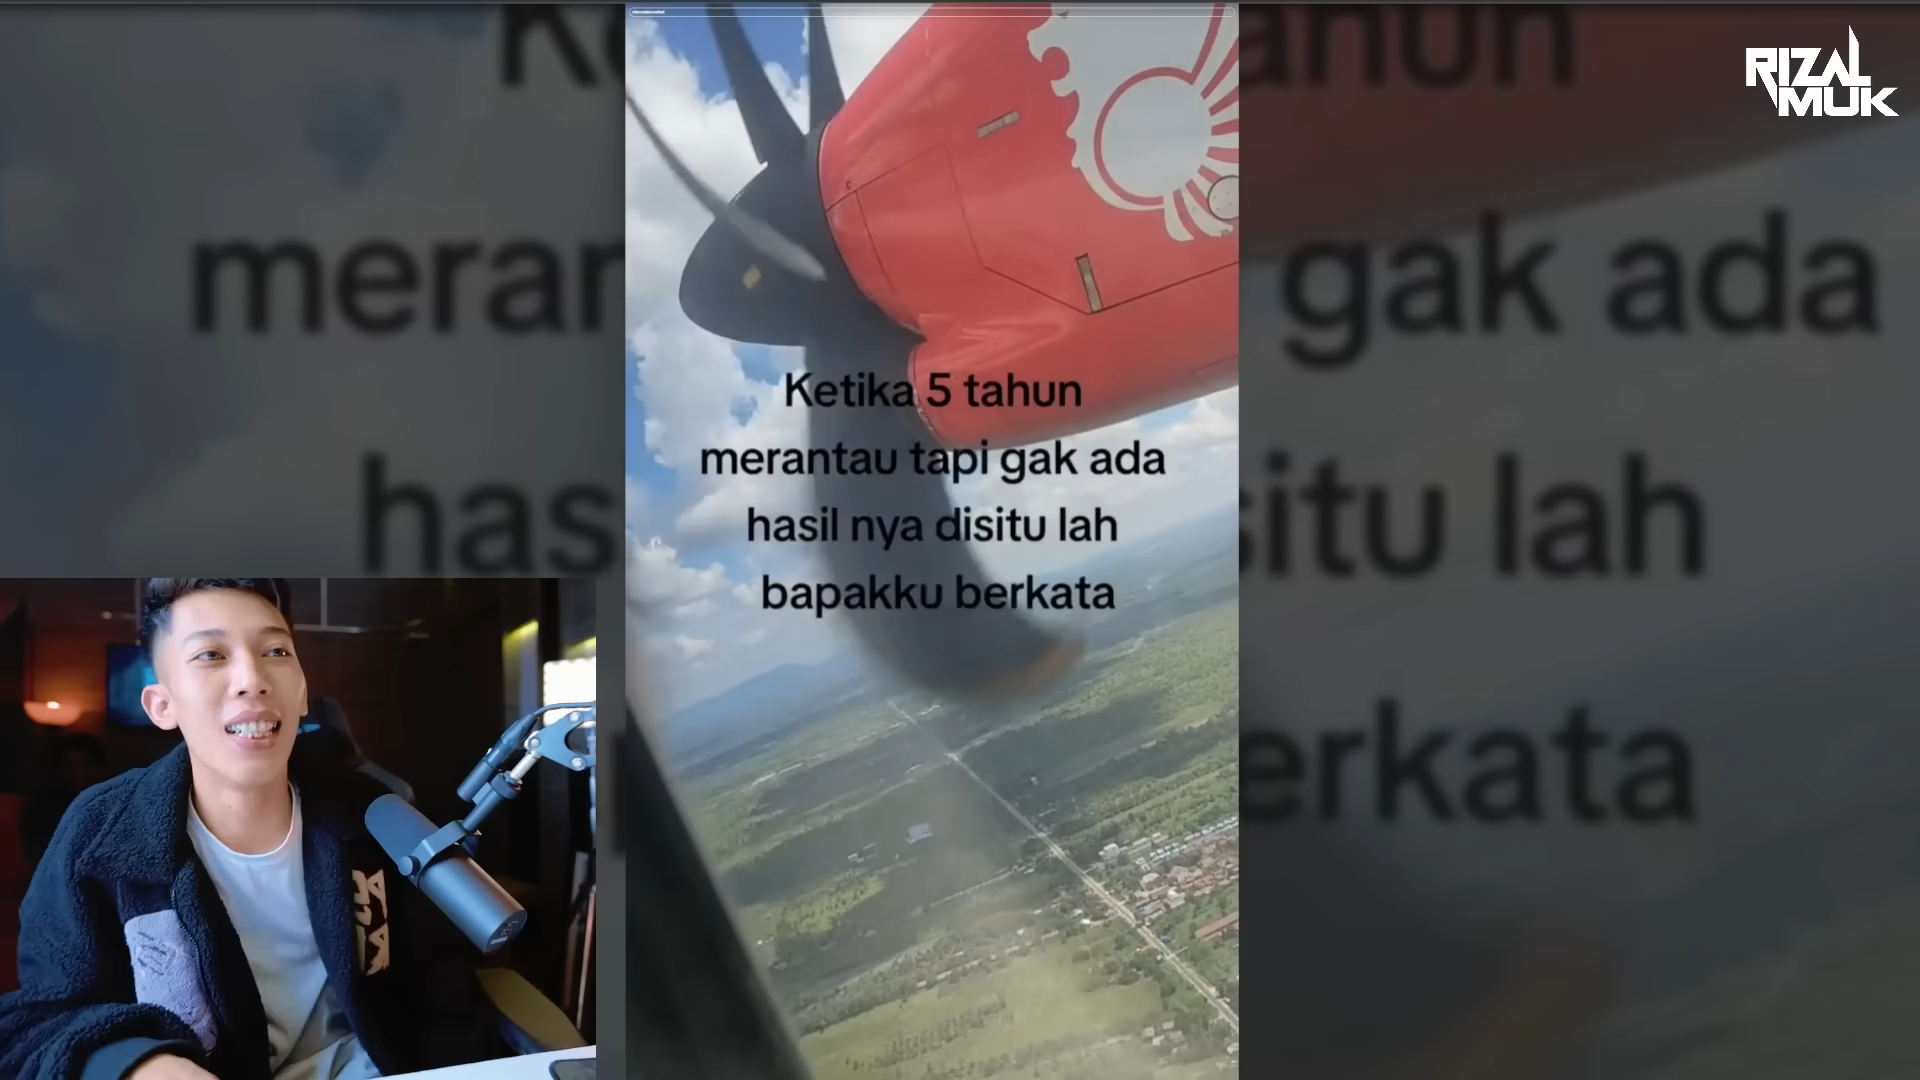 RIZAL
MUK
Ketika 5 tahun
merantau tapi gak ada
hasil nya disitu lah
bapakku berkata